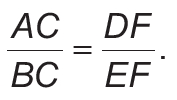 AC/BC = DF/EF.